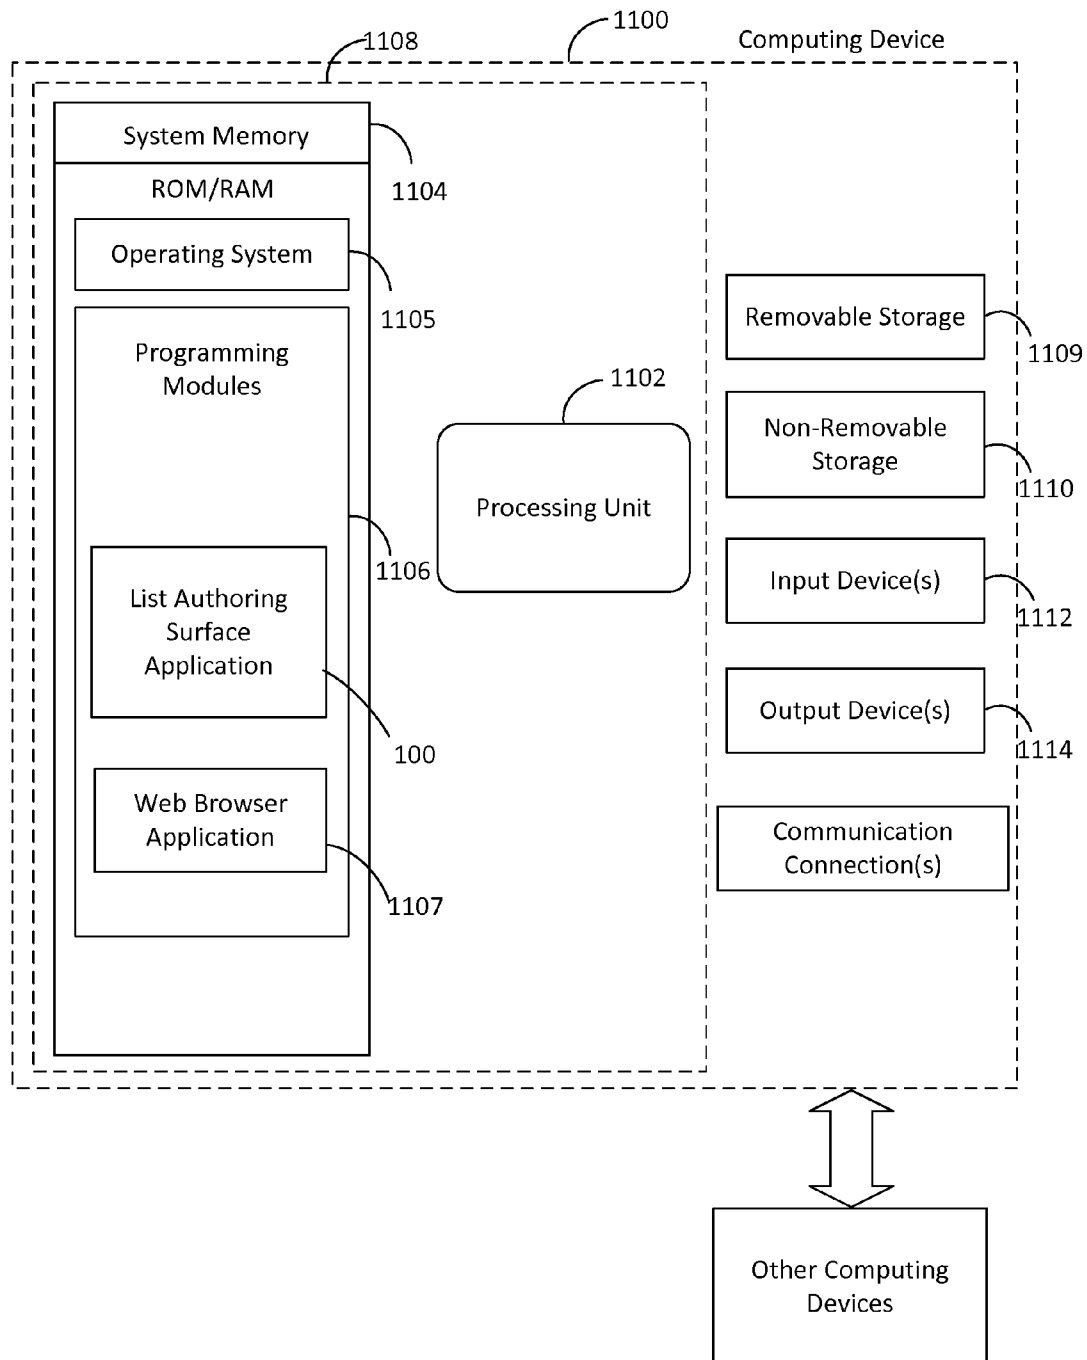 1100
Computing Device
1108
System Memory
1104
ROM/RAM
Operating System
1105
Programming
Modules
1106
List Authoring
Surface
Application
100
Web Browser
Application
1107
1102
Processing Unit
Removable Storage
1109
Non-Removable
Storage
1110
Input Device(s)
1112
Output Device(s)
1114
Communication
Connection(s)
Other Computing
Devices